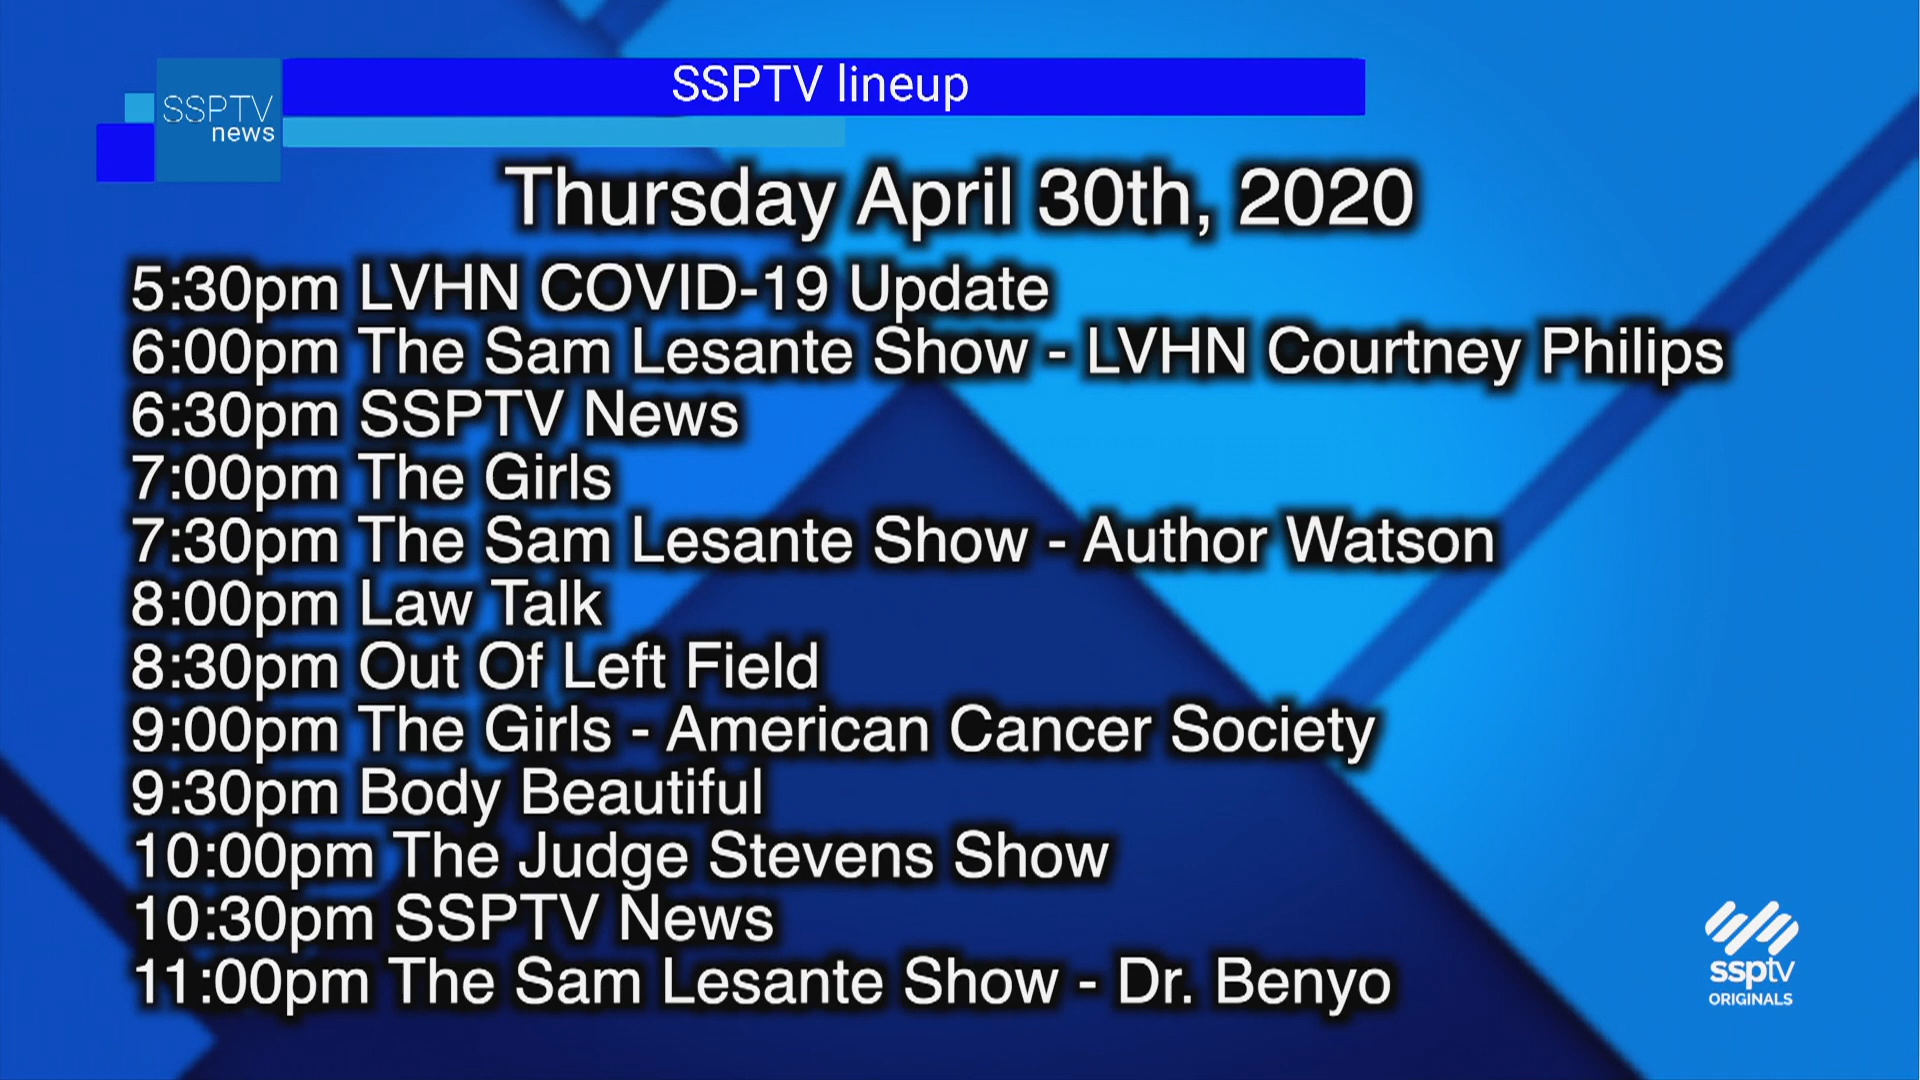 SSPTV lineup
SSPTV
news
Thursday April 30th, 2020
5:30pm LVHN COVID-19 Update
6:00pm The Sam Lesante Show - LVHN Courtney Philips
6:30pm SSPTV News
7:00pm The Girls
7:30pm The Sam Lesante Show - Author Watson
8:00pm Law Talk
8:30pm Out Of Left Field
9:00pm The Girls - American Cancer Society
9:30pm Body Beautiful
10:00pm The Judge Stevens Show
10:30pm SSPTV News
11:00pm The Sam Lesante Show - Dr. Benyo
ssptv
ORIGINALS